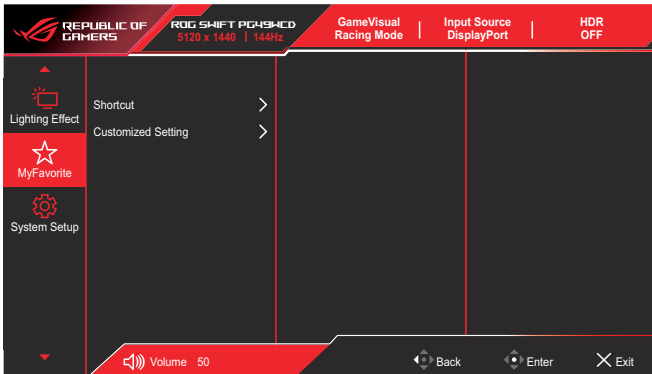 REPUBLIC OF
GAMERS
ROG SWIFT PG49WCD
5120 x 1440 | 144Hz
GameVisual
Racing Mode
Input Source
DisplayPort
HDR
OFF
Lighting Effect
MyFavorite
System Setup
Shortcut
Customized Setting
Volume 50
Back
Enter
Exit